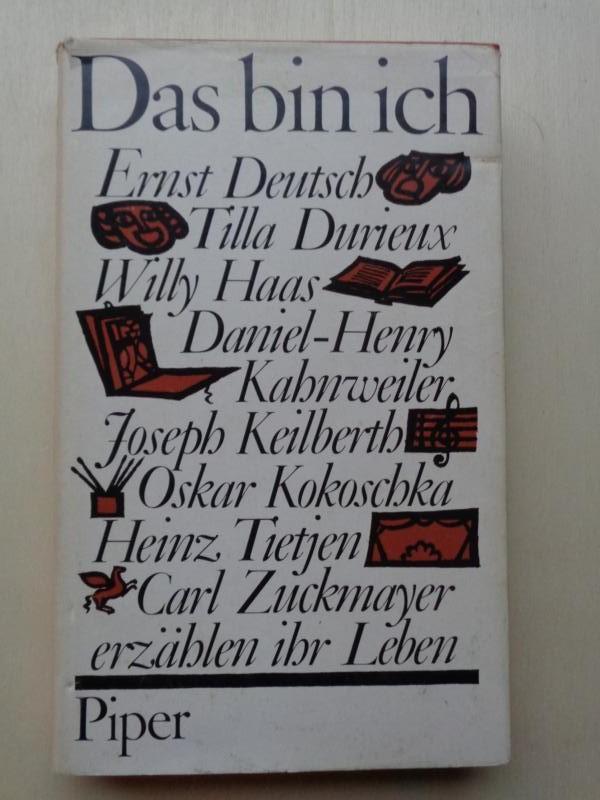 Das bin ich
Ernst Deutsch
Tilla Durieux
Willy Haas
Daniel-Henry
Kahnweiler
Joseph Keilberth
Oskar Kokoschka
Heinz Tietjen
Carl Zuckmayer
erzählen ihr Leben
Piper